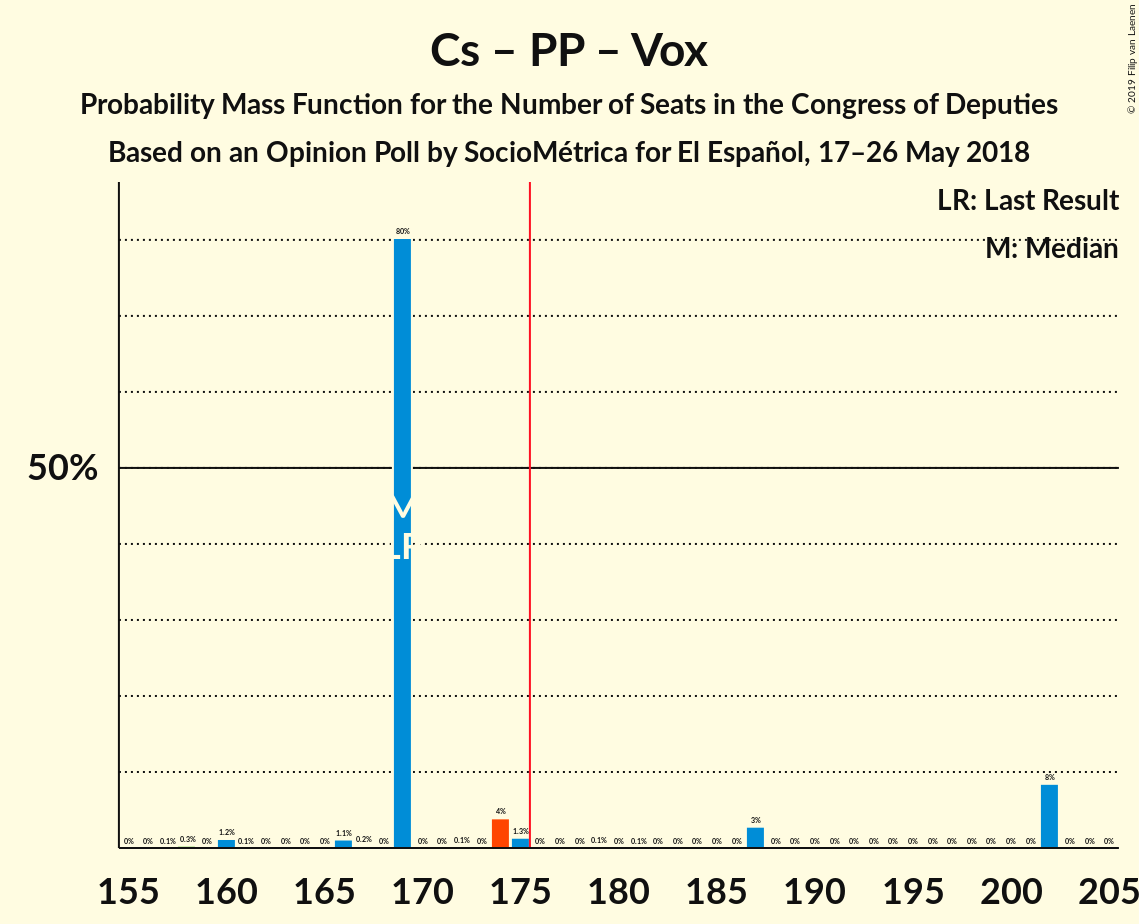 Cs – PP – Vox
Probability Mass Function for the Number of Seats in the Congress of Deputies
Based on an Opinion Poll by SocioMétrica for El Español, 17–26 May 2018
© 2019 Filip van Laenen
LR: Last Result
M: Median
50%
M
LR
0% 0% 0.1% 0.3% 0% 1.2% 0.1% 0% 0% 0% 0% 1.1% 0.2% 0% 80% 0% 0% 0.1% 0% 4% 1.3% 0% 0% 0% 0.1% 0% 0.1% 0% 0% 0% 0% 0% 3% 0% 0% 0% 0% 0% 0% 0% 0% 0% 0% 0% 0% 0% 0% 8% 0% 0% 0%
155 160 165 170 175 180 185 190 195 200 205